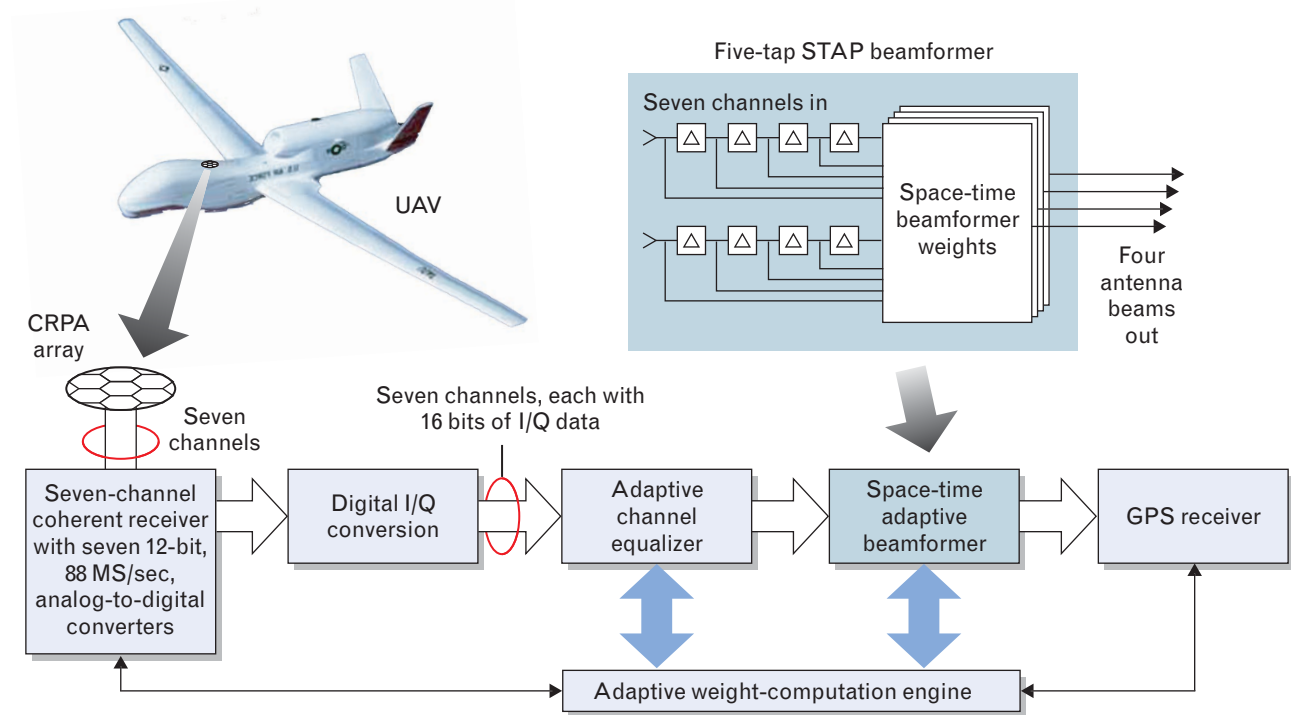 Five-tap STAP beamformer
Seven channels in
UAV
Space-time
beamformer
weights
Four
antenna
beams
out
CRPA
array
Seven
channels
Seven channels, each with
16 bits of I/Q data
Seven-channel
coherent receiver
with seven 12-bit,
88 MS/sec,
analog-to-digital
converters
Digital I/Q
conversion
Adaptive
channel
equalizer
Space-time
adaptive
beamformer
GPS receiver
Adaptive weight-computation engine